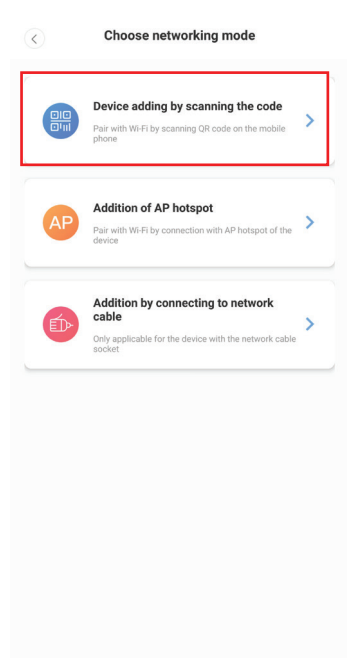 Choose networking mode
Device adding by scanning the code
Pair with Wi-Fi by scanning QR code on the mobile
phone
AP
Addition of AP hotspot
Pair with Wi-Fi by connection with AP hotspot of the
device
Addition by connecting to network
cable
Only applicable for the device with the network cable
socket